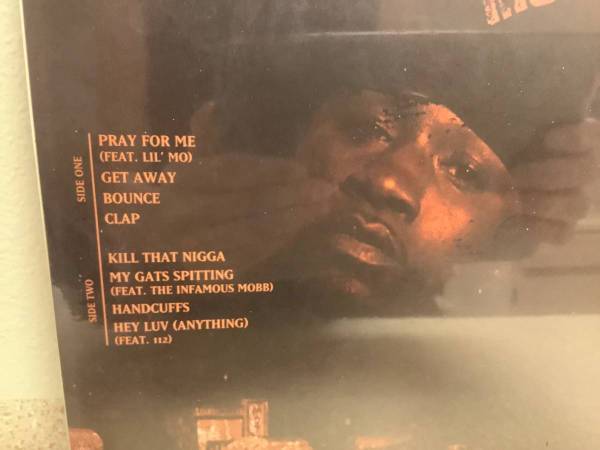 SIDE ONE
PRAY FOR ME
(FEAT. LIL' MO)
GET AWAY
BOUNCE
CLAP
SIDE TWO
KILL THAT NIGGA
MY GATS SPITTING
(FEAT. THE INFAMOUS MOBB)
HANDCUFFS
HEY LUV (ANYTHING)
(FEAT. 112)